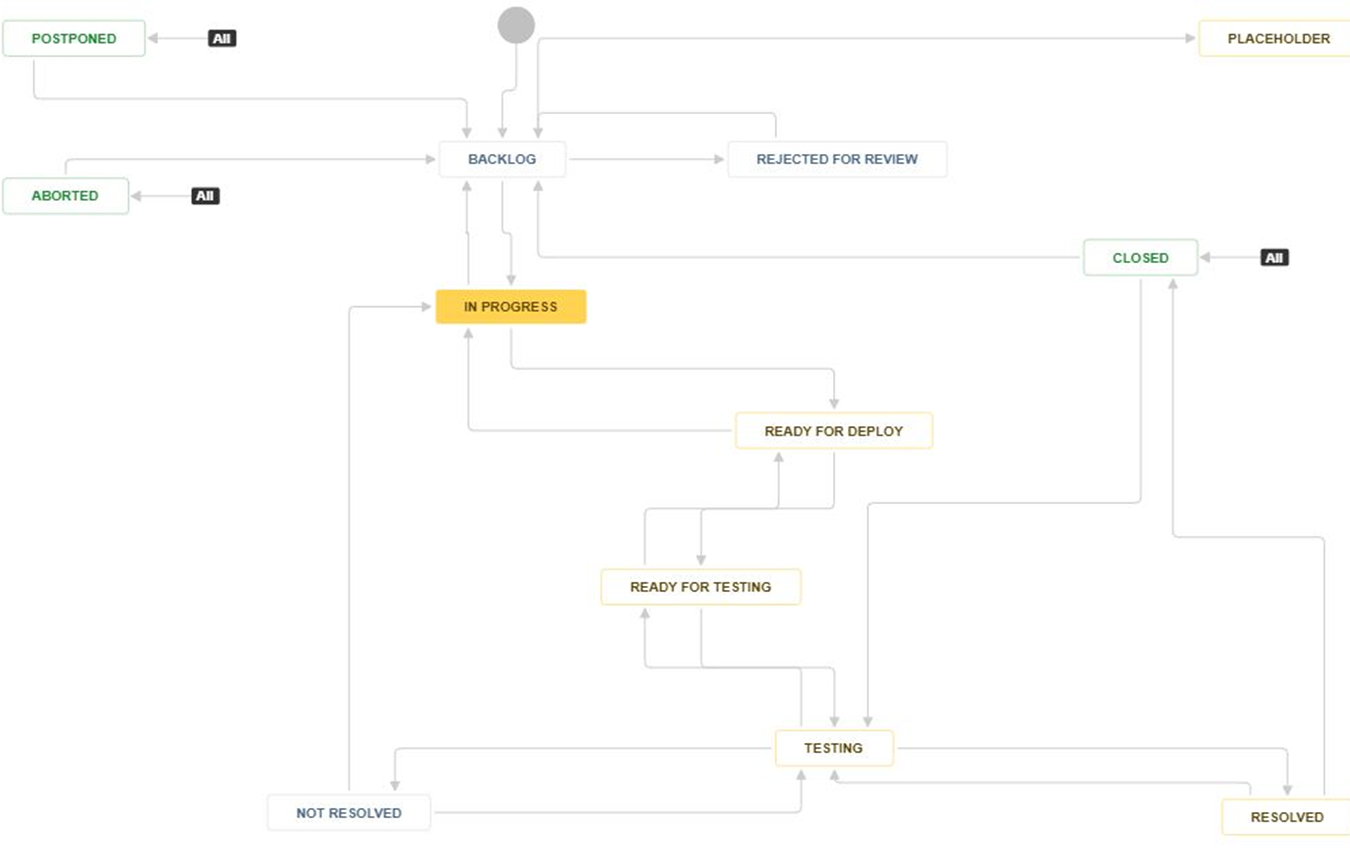 POSTPONED
All
PLACEHOLDER
BACKLOG
REJECTED FOR REVIEW
ABORTED
All
CLOSED
All
IN PROGRESS
READY FOR DEPLOY
READY FOR TESTING
TESTING
NOT RESOLVED
RESOLVED